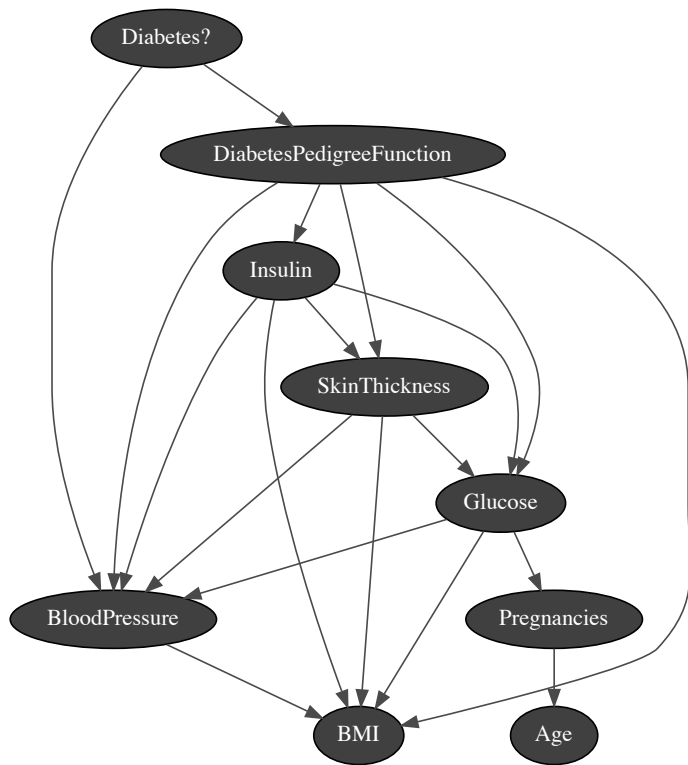 Diabetes?
DiabetesPedigreeFunction
Insulin
SkinThickness
Glucose
BloodPressure
Pregnancies
BMI
Age